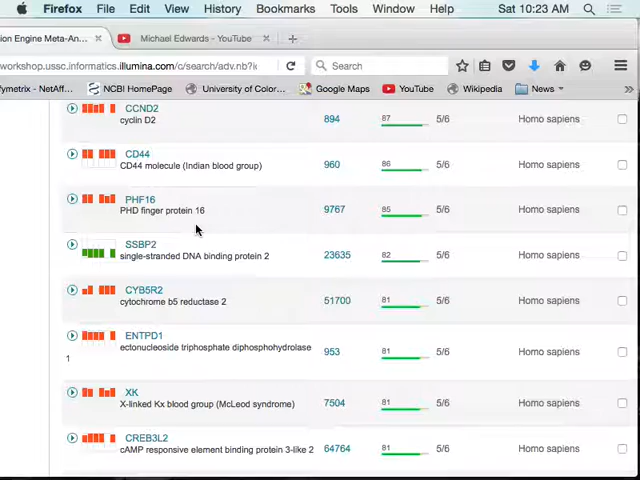 Firefox File Edit View History Bookmarks Tools Window Help Sat 10:23 AM
ion Engine Meta-An... × Michael Edwards - YouTube × +
workshop.ussc.informatics.illumina.com/c/search/adv.nb?ic Search
ymetrix - NetAff... NCBI HomePage University of Color... Google Maps YouTube Wikipedia News »
CCND2
cyclin D2 894 87 5/6
CD44
CD44 molecule (Indian blood group) 960 86 5/6 Homo sapiens
PHF16
PHD finger protein 16 9767 85 5/6 Homo sapiens
SSBP2
single-stranded DNA binding protein 2 23635 82 5/6 Homo sapiens
CYB5R2
cytochrome b5 reductase 2 51700 81 5/6 Homo sapiens
ENTPD1
ectonucleoside triphosphate diphosphohydrolase
1 953 81 5/6 Homo sapiens
XK
X-linked Kx blood group (McLeod syndrome) 7504 81 5/6 Homo sapiens
CREB3L2
cAMP responsive element binding protein 3-like 2 64764 81 5/6 Homo sapiens